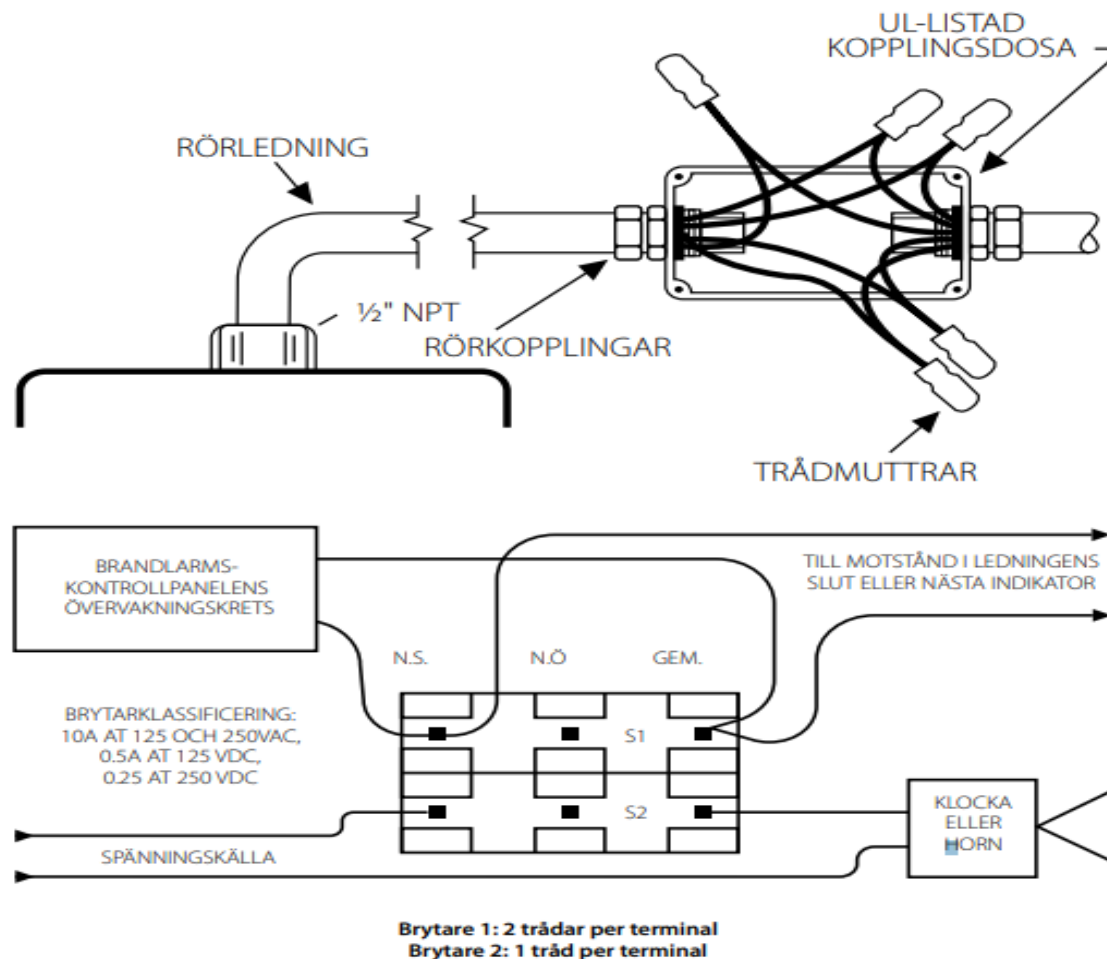 UL-LISTAD
KOPPLINGSDOSA
RÖRLEDNING
½" NPT
RÖRKOPPLINGAR
TRÅDMUTTRAR
BRANDLARMS-
KONTROLLPANELENS
ÖVERVAKNINGSKRETS
TILL MOTSTÅND I LEDNINGENS
SLUT ELLER NÄSTA INDIKATOR
N.S. N.Ö GEM.
BRYTARKLASSIFICERING:
10A AT 125 OCH 250VAC,
0.5A AT 125 VDC,
0.25 AT 250 VDC
S1
S2
KLOCKA
ELLER
HORN
SPÄNNINGSKÄLLA
Brytare 1: 2 trådar per terminal
Brytare 2: 1 tråd per terminal